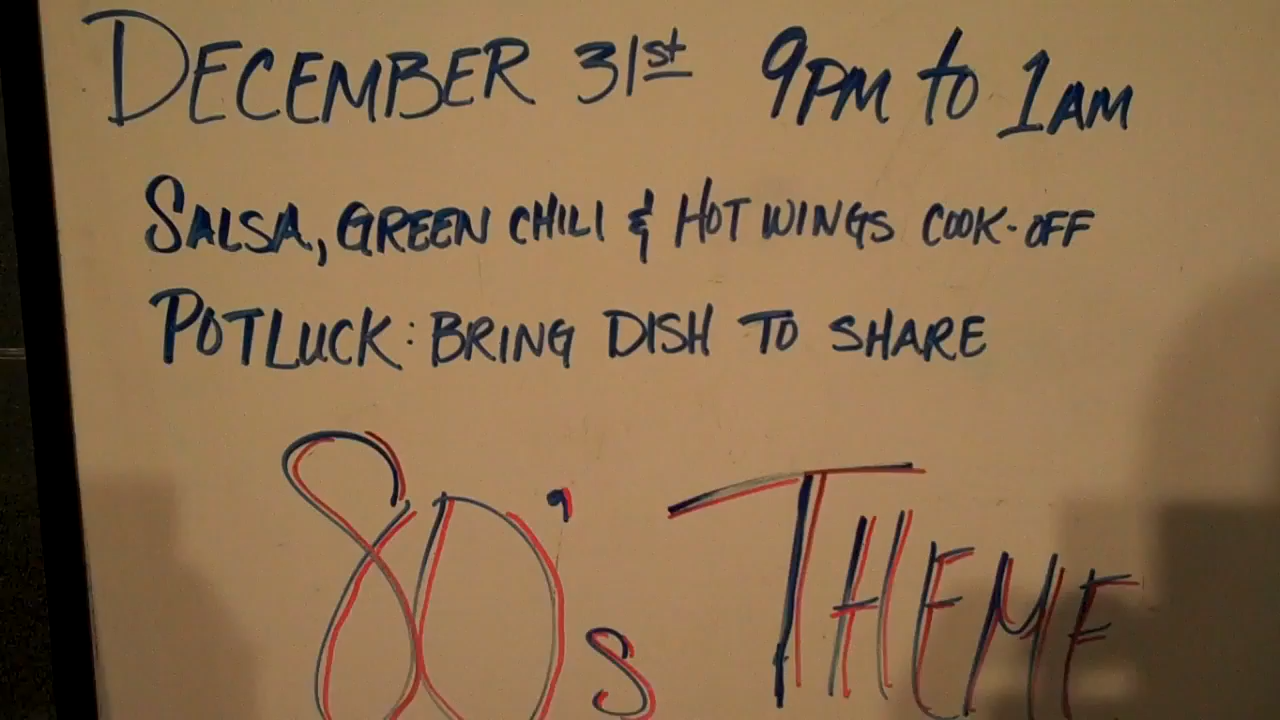 DECEMBER 31st 9PM to 1AM
SALSA, GREEN CHILI & HOT WINGS COOK-OFF
POTLUCK: BRING DISH TO SHARE
80's THEME